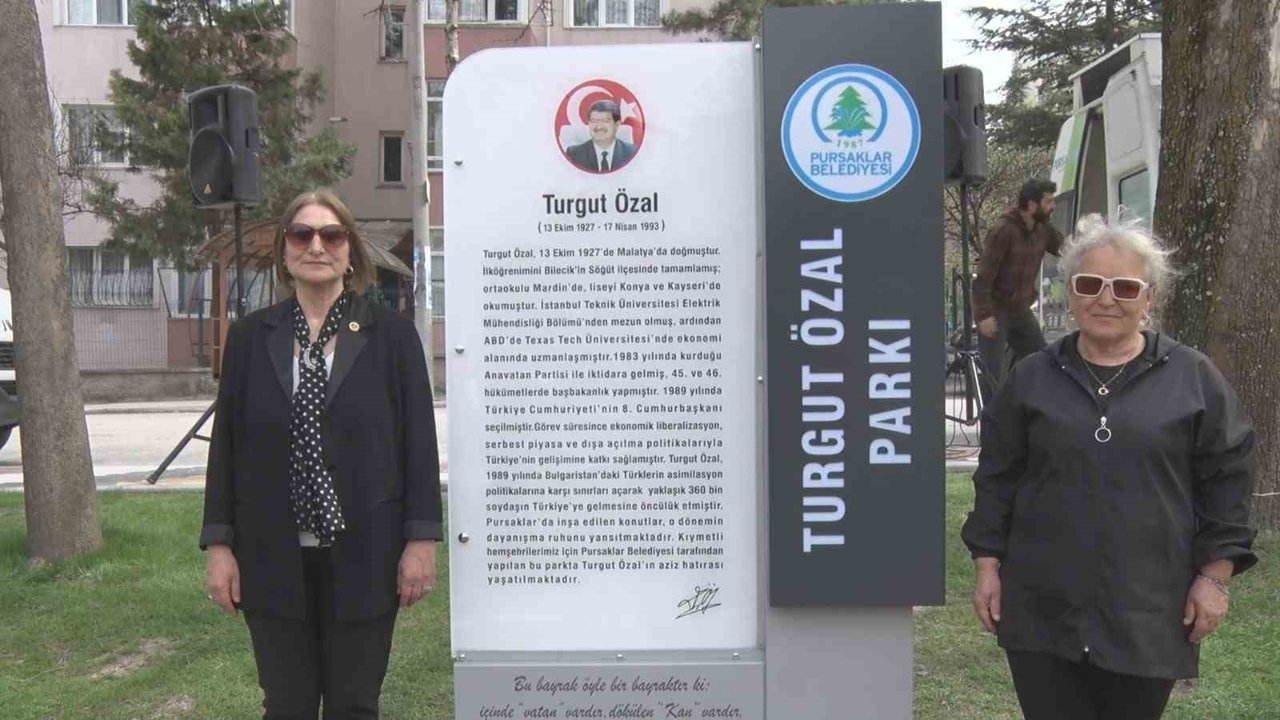 Turgut Özal
( 13 Ekim 1927 - 17 Nisan 1993 )
Turgut Özal, 13 Ekim 1927'de Malatya'da doğmuştur.
İlköğrenimini Bilecik'in Söğüt ilçesinde tamamlamış;
ortaokulu Mardin'de, liseyi Konya ve Kayseri'de
okumuştur. İstanbul Teknik Üniversitesi Elektrik
Mühendisliği Bölümü'nden mezun olmuş, ardından
ABD'de Texas Tech Üniversitesi'nde ekonomi
alanında uzmanlaşmıştır.1983 yılında kurduğu
Anavatan Partisi ile iktidara gelmiş, 45. ve 46.
hükümetlerde başbakanlık yapmıştır. 1989 yılında
Türkiye Cumhuriyeti'nin 8. Cumhurbaşkanı
seçilmiştir.Görev süresince ekonomik liberalizasyon,
serbest piyasa ve dışa açılma politikalarıyla
Türkiye'nin gelişimine katkı sağlamıştır. Turgut Özal,
1989 yılında Bulgaristan'daki Türklerin asimilasyon
politikalarına karşı sınırları açarak yaklaşık 360 bin
soydaşın Türkiye'ye gelmesine öncülük etmiştir.
Pursaklar'da inşa edilen konutlar, o dönemin
dayanışma ruhunu yansıtmaktadır. Kıymetli
hemşehrilerimiz için Pursaklar Belediyesi tarafından
yapılan bu parkta Turgut Özal'ın aziz hatırası
yaşatılmaktadır.
Bu bayrak öyle bir bayraktır ki:
içinde "vatan" vardır, dökülen "Kan" vardır.
1987
PURSAKLAR
BELEDİYESİ
TURGUT ÖZAL
PARKI